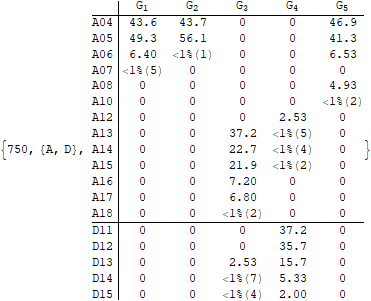 G1 G2 G3 G4 G5
A04 43.6 43.7 0 0 46.9
A05 49.3 56.1 0 0 41.3
A06 6.40 <1%(1) 0 0 6.53
A07 <1%(5) 0 0 0 0
A08 0 0 0 0 4.93
A10 0 0 0 0 <1%(2)
A12 0 0 0 2.53 0
A13 0 0 37.2 <1%(5) 0
{750, {A, D}, A14 0 0 22.7 <1%(4) 0 }
A15 0 0 21.9 <1%(2) 0
A16 0 0 7.20 0 0
A17 0 0 6.80 0 0
A18 0 0 <1%(2) 0 0
D11 0 0 0 37.2 0
D12 0 0 0 35.7 0
D13 0 0 2.53 15.7 0
D14 0 0 <1%(7) 5.33 0
D15 0 0 <1%(4) 2.00 0